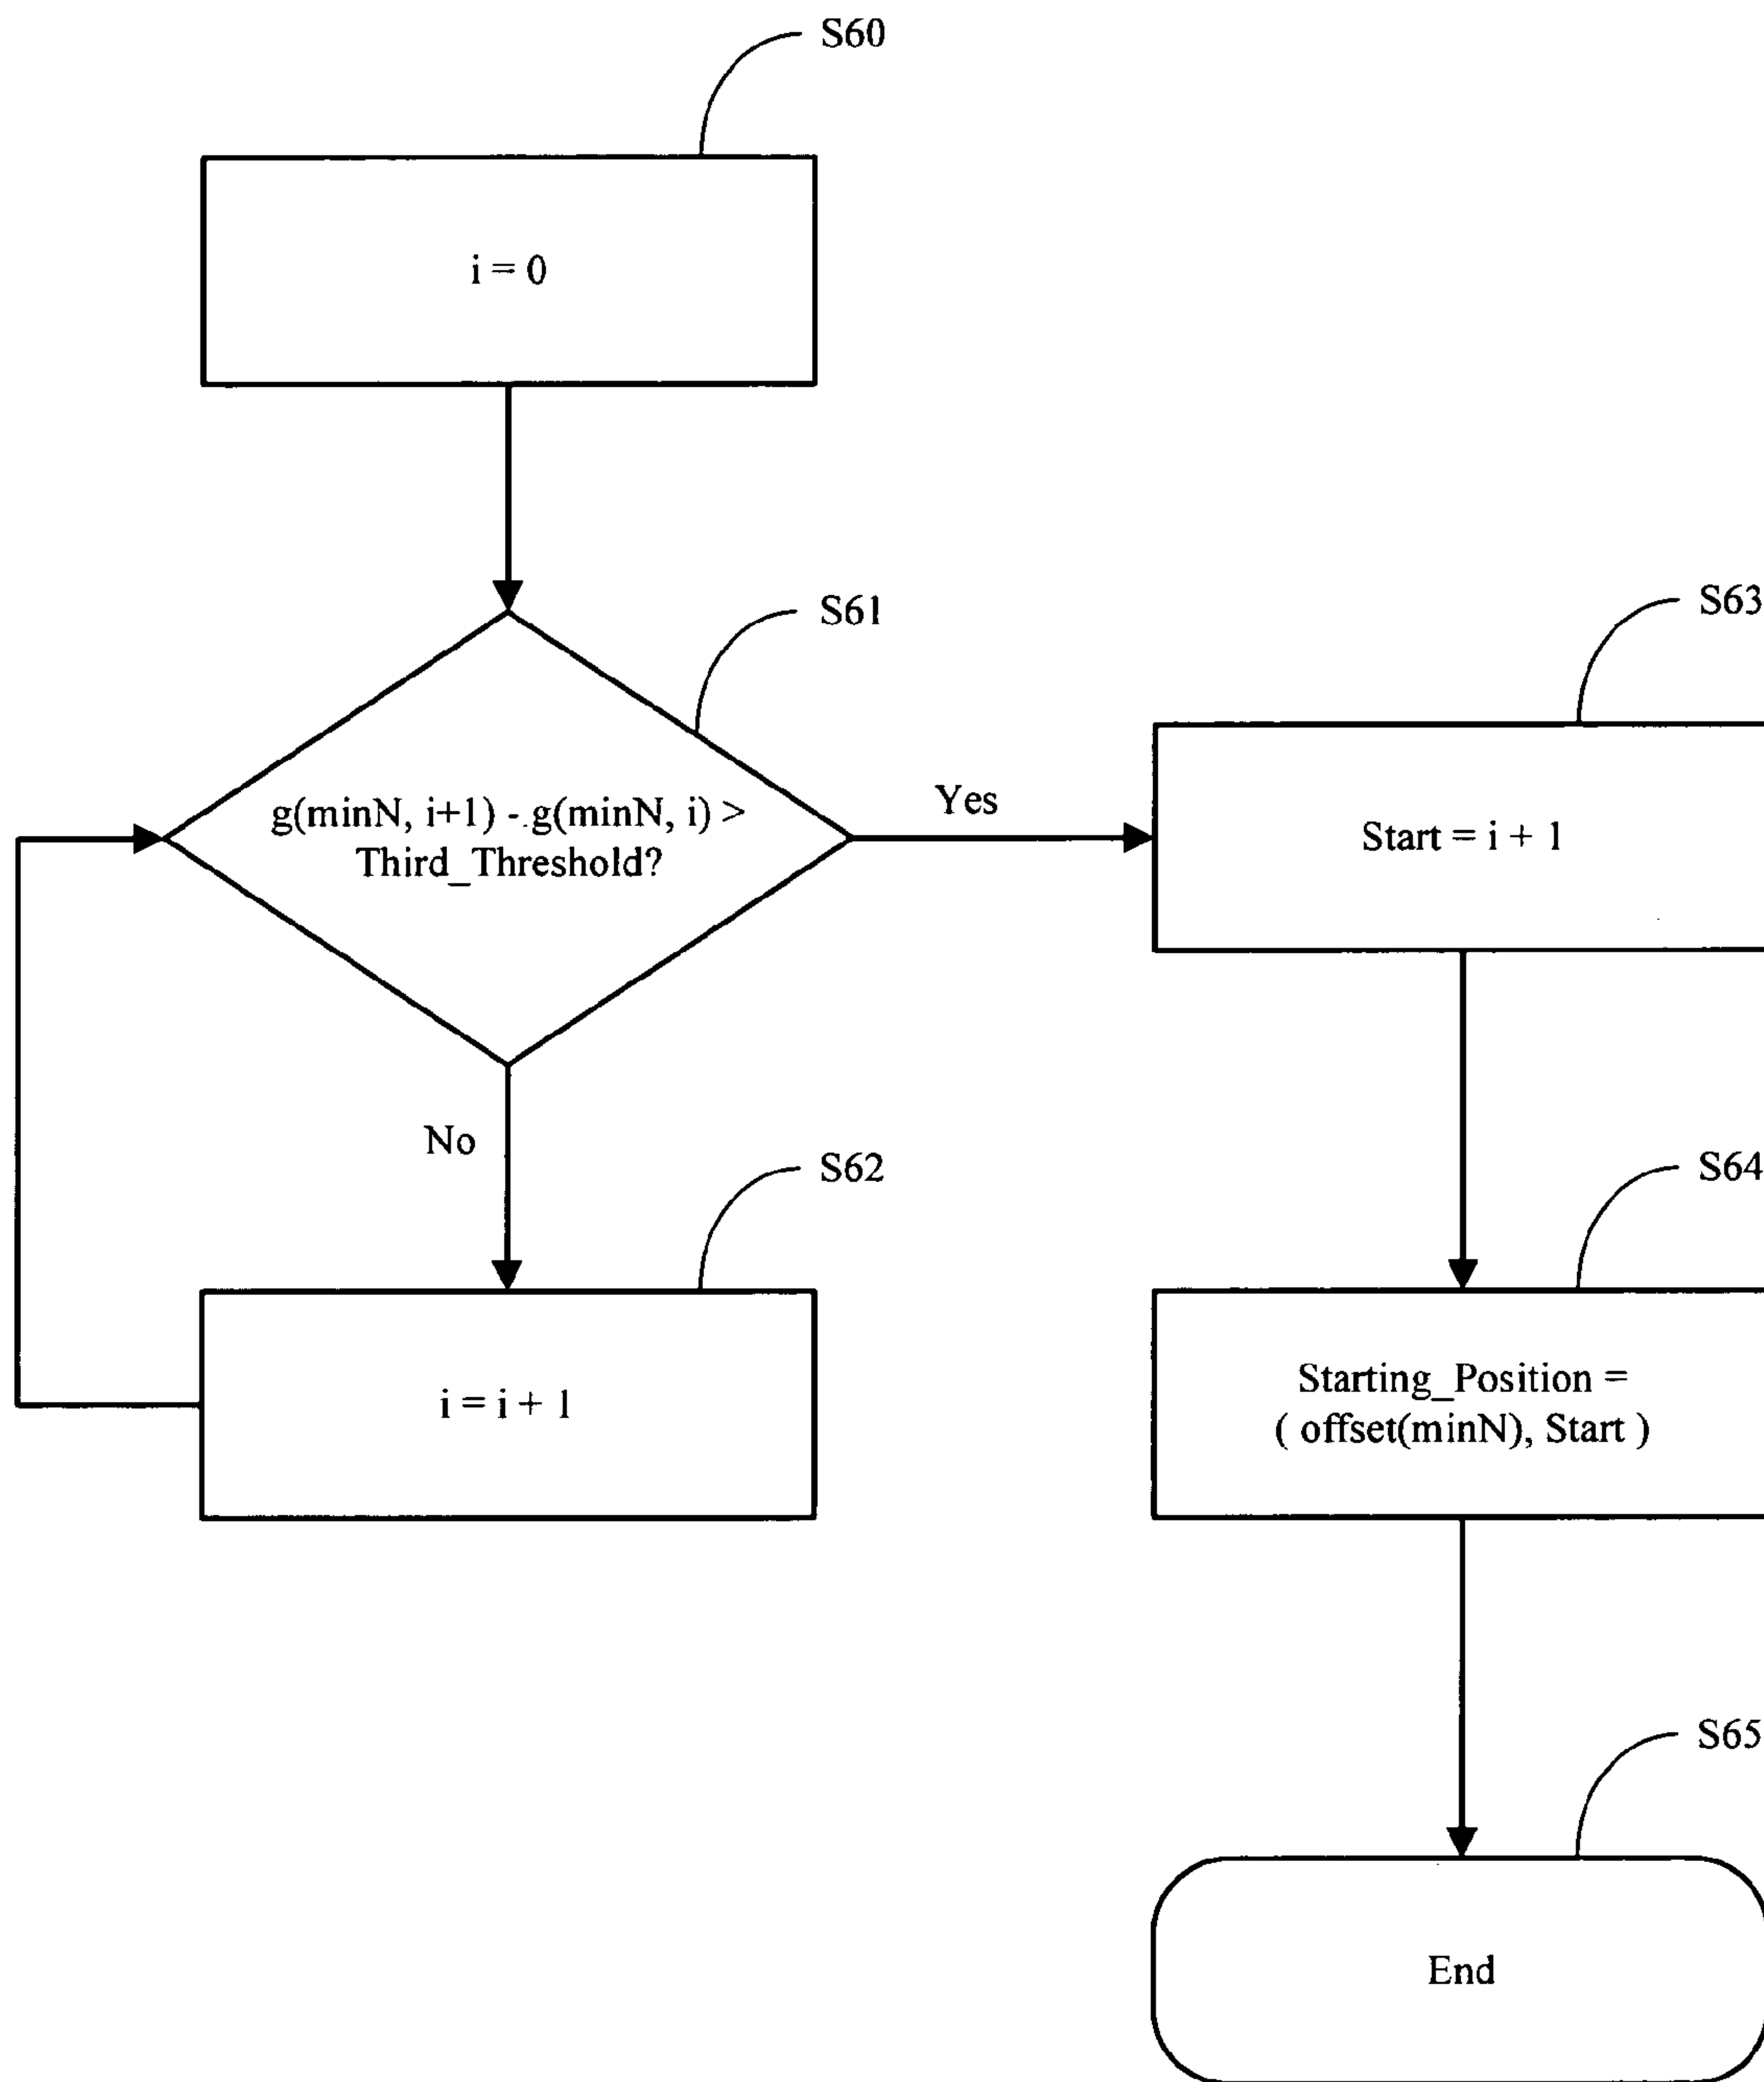 S60
i = 0
S61
g(minN, i+1) - g(minN, i) >
Third_Threshold?
Yes
No
S62
i = i + 1
S63
Start = i + 1
S64
Starting_Position =
( offset(minN), Start )
S65
End